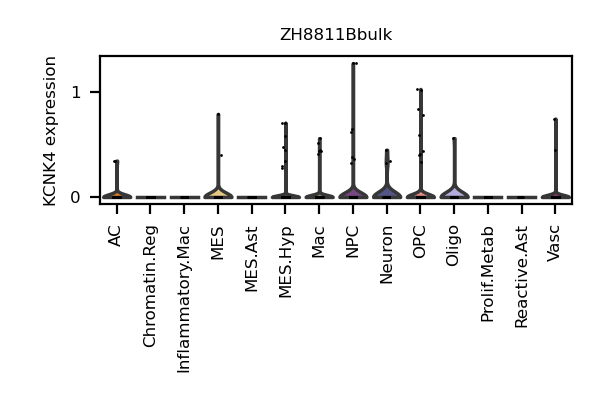 ZH8811Bbulk
KCNK4 expression
1
0
AC
Chromatin.Reg
Inflammatory.Mac
MES
MES.Ast
MES.Hyp
Mac
NPC
Neuron
OPC
Oligo
Prolif.Metab
Reactive.Ast
Vasc